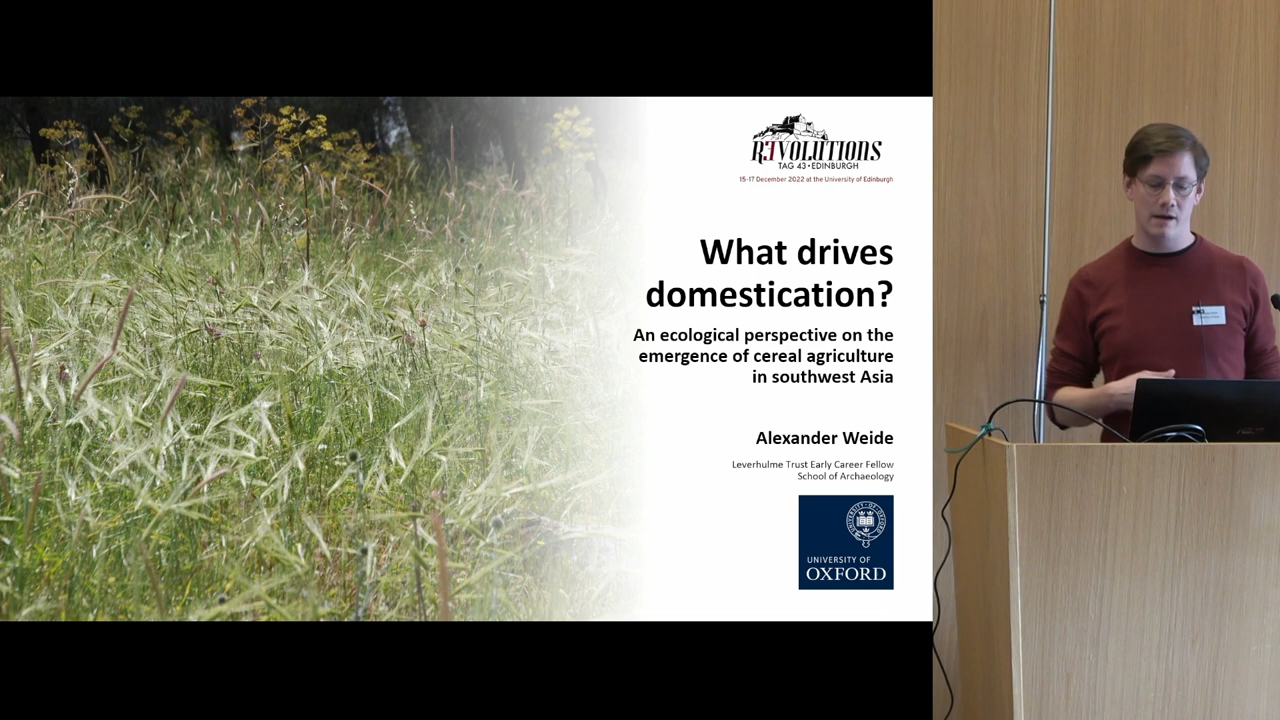 RƎVOLUTIONS
TAG 43 • EDINBURGH
15-17 December 2022 at the University of Edinburgh
What drives
domestication?
An ecological perspective on the
emergence of cereal agriculture
in southwest Asia
Alexander Weide
Leverhulme Trust Early Career Fellow
School of Archaeology
UNIVERSITY OF
OXFORD